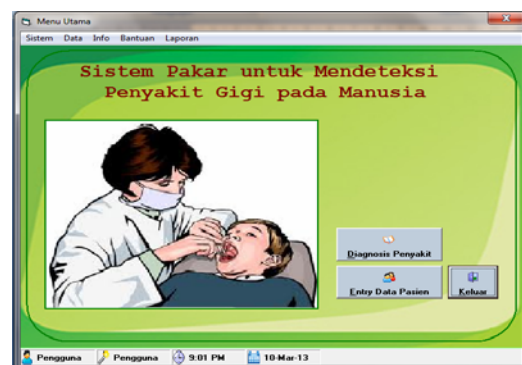 Menu Utama
Sistem Data Info Bantuan Laporan
Sistem Pakar untuk Mendeteksi
Penyakit Gigi pada Manusia
Diagnosis Penyakit
Entry Data Pasien
Keluar
Pengguna Pengguna 9:01 PM 10-Mar-13